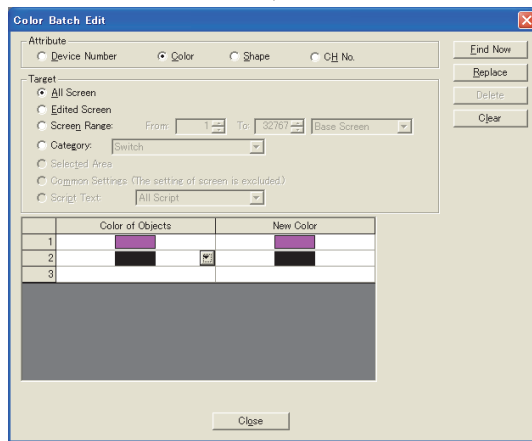 Color Batch Edit
Attribute
Device Number Color Shape CH No.
Find Now
Replace
Delete
Clear
Target
All Screen
Edited Screen
Screen Range: From: 1 To: 32767 Base Screen
Category: Switch
Selected Area
Common Settings (The setting of screen is excluded.)
Script Text: All Script
Color of Objects New Color
1
2
3
Close